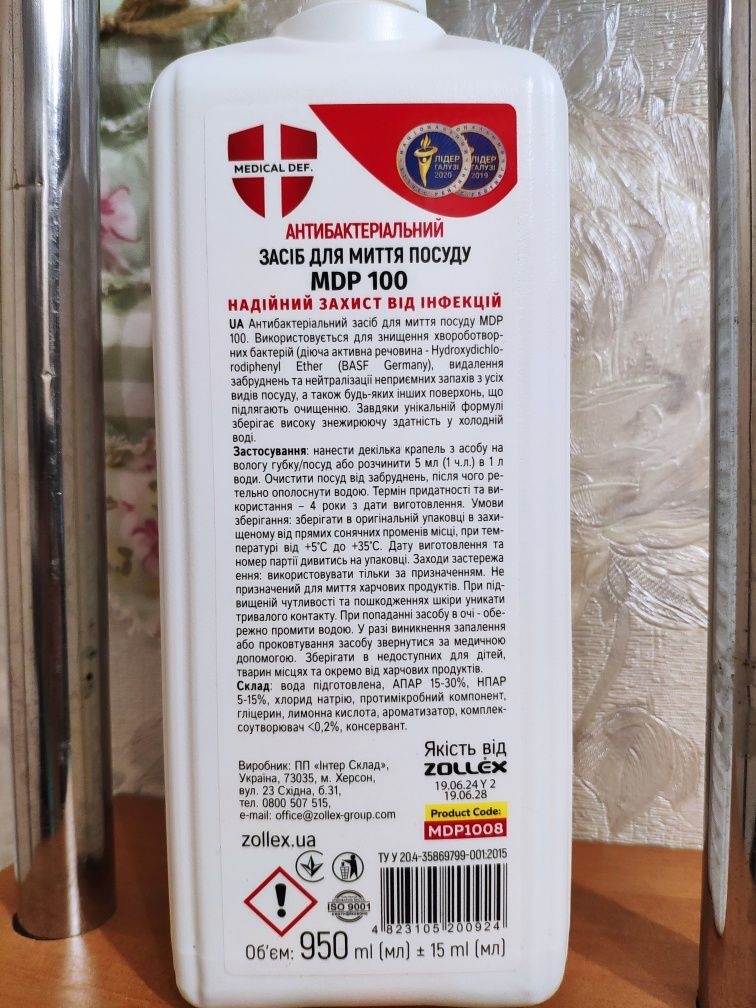 MEDICAL DEF.
ЛІДЕР ЛІДЕР
ГАЛУЗІ ГАЛУЗІ
2020 2019
АНТИБАКТЕРІАЛЬНИЙ
ЗАСІБ ДЛЯ МИТТЯ ПОСУДУ
MDP 100
НАДІЙНИЙ ЗАХИСТ ВІД ІНФЕКЦІЙ
UA Антибактеріальний засіб для миття посуду MDP
100. Використовується для знищення хвороботвор-
них бактерій (діюча активна речовина - Hydroxydichlo-
rodiphenyl Ether (BASF Germany), видалення
забруднень та нейтралізації неприємних запахів з усіх
видів посуду, а також будь-яких інших поверхонь, що
підлягають очищенню. Завдяки унікальній формулі
зберігає високу знежирюючу здатність у холодній
воді.
Застосування: нанести декілька крапель з асобу на
вологу губку/посуд або розчинити 5 мл (1 ч.л.) в 1 л
води. Очистити посуд від забруднень, після чого ре-
тельно ополоснути водою. Термін придатності та ви-
користання – 4 роки з дати виготовлення. Умови
зберігання: зберігати в оригінальній упаковці в захи-
щеному від прямих сонячних променів місці, при тем-
пературі від +5°С до +35°С. Дату виготовлення та
номер партії дивитись на упаковці. Заходи застережа
ення: використовувати тільки за призначенням. Не
призначений для миття харчових продуктів. При під-
вищеній чутливості та пошкодженнях шкіри уникати
тривалого контакту. При попаданні засобу в очі - обе-
режно промити водою. У разі виникнення запалення
або проковтування засобу звернутися за медичною
допомогою. Зберігати в недоступних для дітей,
тварин місцях та окремо від харчових продуктів.
Склад: вода підготовлена, АПАР 15-30%, НПАР
5-15%, хлорид натрію, протимікробний компонент,
гліцерин, лимонна кислота, ароматизатор, комплек-
соутворювач <0,2%, консервант.
Якість від
ZOLLEX
19.06.24 Y 2
19.06.28
Product Code:
MDP1008
Виробник: ПП «Інтер Склад»,
Україна, 73035, м. Херсон,
вул. 23 Східна, б.31,
тел. 0800 507 515,
e-mail: office@zollex-group.com
zollex.ua
ТУ У 20.4-35869799-001:2015
ISO 9001
4 823105 200924
Об'єм: 950 ml (мл) ± 15 ml (мл)